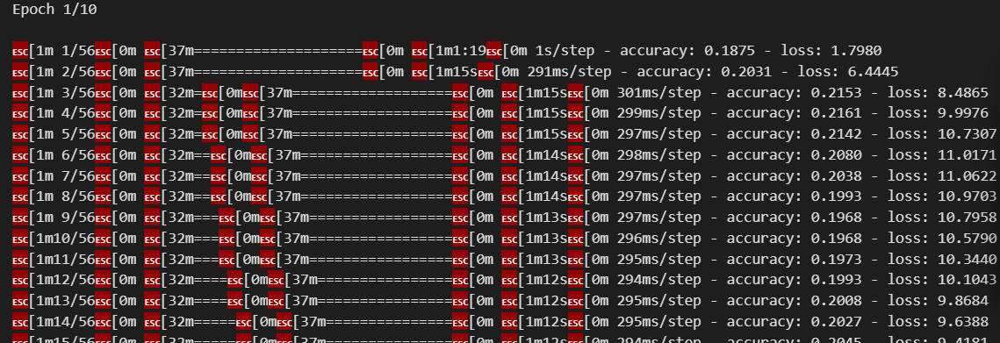 Epoch 1/10
ESC[1m 1/56ESC[0m ESC[37m====================ESC[0m ESC[1m1:19ESC[0m 1s/step - accuracy: 0.1875 - loss: 1.7980
ESC[1m 2/56ESC[0m ESC[37m====================ESC[0m ESC[1m15sESC[0m 291ms/step - accuracy: 0.2031 - loss: 6.4445
ESC[1m 3/56ESC[0m ESC[32m=ESC[0mESC[37m===================ESC[0m ESC[1m15sESC[0m 301ms/step - accuracy: 0.2153 - loss: 8.4865
ESC[1m 4/56ESC[0m ESC[32m=ESC[0mESC[37m===================ESC[0m ESC[1m15sESC[0m 299ms/step - accuracy: 0.2161 - loss: 9.9976
ESC[1m 5/56ESC[0m ESC[32m=ESC[0mESC[37m===================ESC[0m ESC[1m15sESC[0m 297ms/step - accuracy: 0.2142 - loss: 10.7307
ESC[1m 6/56ESC[0m ESC[32m==ESC[0mESC[37m==================ESC[0m ESC[1m14sESC[0m 298ms/step - accuracy: 0.2080 - loss: 11.0171
ESC[1m 7/56ESC[0m ESC[32m==ESC[0mESC[37m==================ESC[0m ESC[1m14sESC[0m 297ms/step - accuracy: 0.2038 - loss: 11.0622
ESC[1m 8/56ESC[0m ESC[32m==ESC[0mESC[37m==================ESC[0m ESC[1m14sESC[0m 297ms/step - accuracy: 0.1993 - loss: 10.9703
ESC[1m 9/56ESC[0m ESC[32m===ESC[0mESC[37m=================ESC[0m ESC[1m13sESC[0m 297ms/step - accuracy: 0.1968 - loss: 10.7958
ESC[1m10/56ESC[0m ESC[32m===ESC[0mESC[37m=================ESC[0m ESC[1m13sESC[0m 296ms/step - accuracy: 0.1968 - loss: 10.5790
ESC[1m11/56ESC[0m ESC[32m===ESC[0mESC[37m=================ESC[0m ESC[1m13sESC[0m 295ms/step - accuracy: 0.1973 - loss: 10.3440
ESC[1m12/56ESC[0m ESC[32m====ESC[0mESC[37m================ESC[0m ESC[1m12sESC[0m 294ms/step - accuracy: 0.1993 - loss: 10.1043
ESC[1m13/56ESC[0m ESC[32m====ESC[0mESC[37m================ESC[0m ESC[1m12sESC[0m 295ms/step - accuracy: 0.2008 - loss: 9.8684
ESC[1m14/56ESC[0m ESC[32m=====ESC[0mESC[37m===============ESC[0m ESC[1m12sESC[0m 295ms/step - accuracy: 0.2027 - loss: 9.6388
ESC[1m15/56ESC[0m ESC[32m=====ESC[0mESC[37m===============ESC[0m ESC[1m12sESC[0m 294ms/step - accuracy: 0.2045 - loss: 9.4181